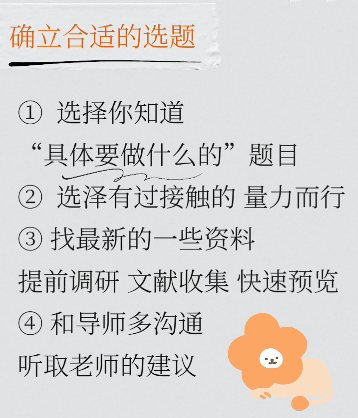 确立合适的选题
① 选择你知道
“具体要做什么的”题目
② 选泽有过接触的 量力而行
③ 找最新的一些资料
提前调研 文献收集 快速预览
④ 和导师多沟通
听取老师的建议